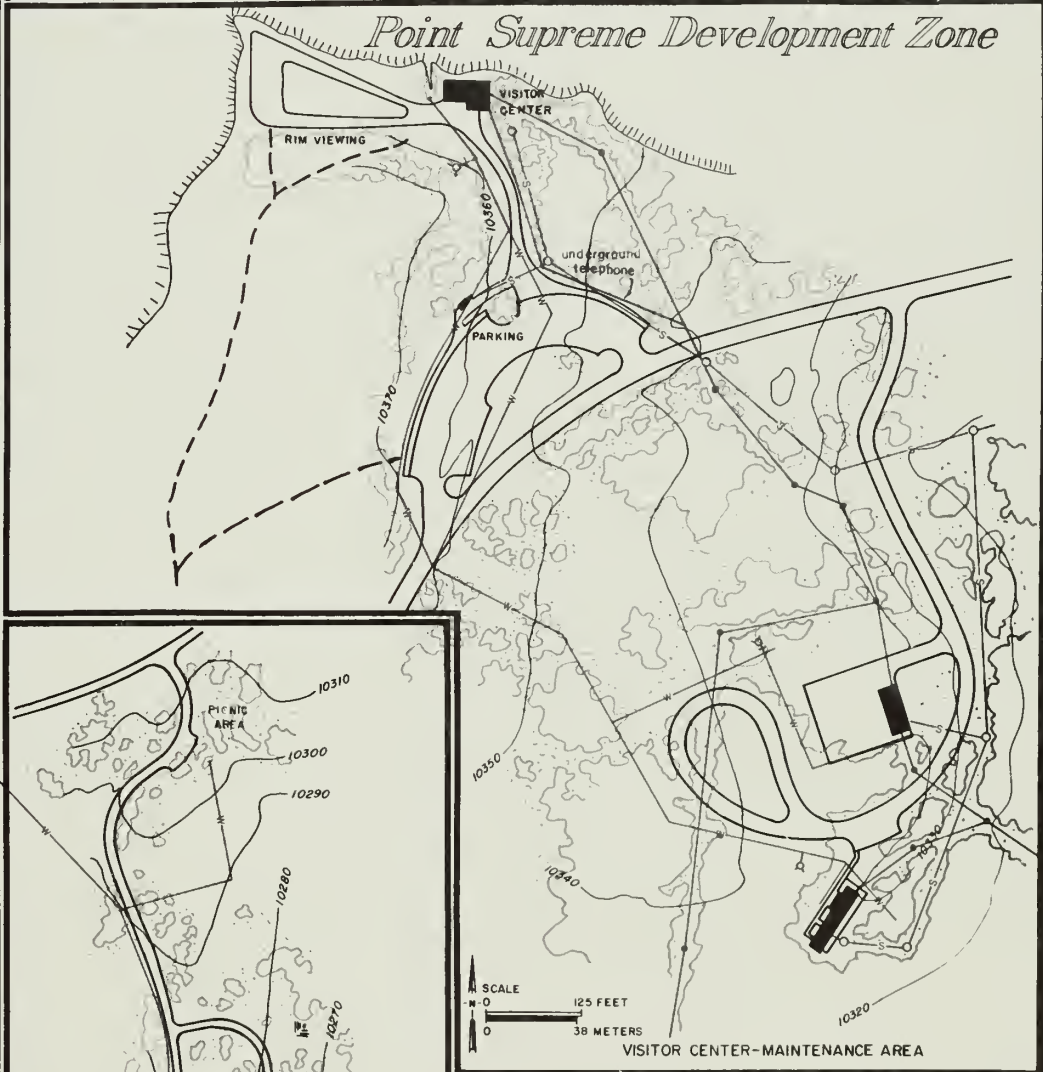 Point Supreme Development Zone
VISITOR
CENTER
RIM VIEWING
10360
S
underground
telephone
W
S
W
PARKING
S
W
10370
W
S
S
W
W
W
W
S
10350
10340
W
10330
S
W
S
10320
SCALE
N
0 125 FEET
0 38 METERS
VISITOR CENTER-MAINTENANCE AREA
10310
PICNIC
AREA
10300
10290
W
W
10280
10270